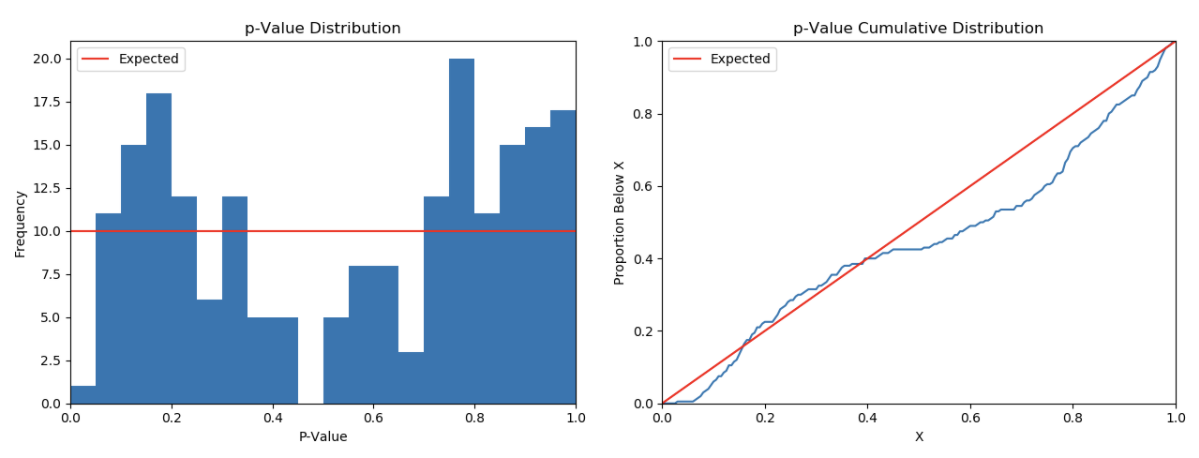 p-Value Distribution
Expected
20.0
17.5
15.0
12.5
10.0
7.5
5.0
2.5
0.0
Frequency
0.0 0.2 0.4 0.6 0.8 1.0
P-Value
p-Value Cumulative Distribution
Expected
1.0
0.8
0.6
0.4
0.2
0.0
Proportion Below X
0.0 0.2 0.4 0.6 0.8 1.0
X